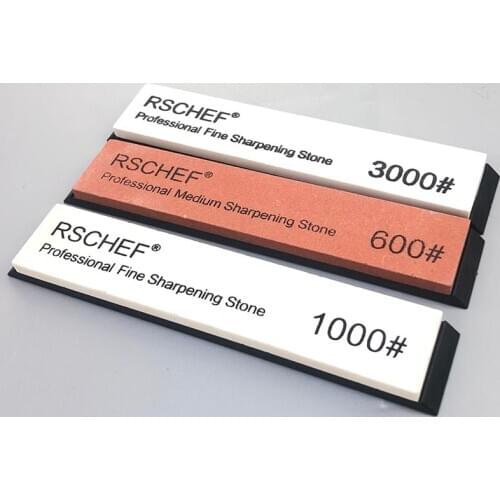 RSCHEF®
Professional Fine Sharpening Stone
3000#
RSCHEF®
Professional Medium Sharpening Stone
600#
RSCHEF®
Professional Fine Sharpening Stone
1000#